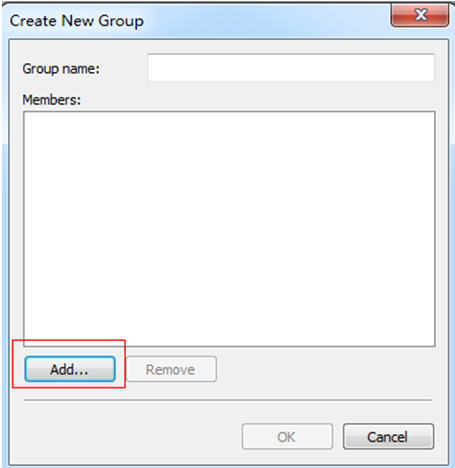 Create New Group
Group name:
Members:
Add... Remove
OK Cancel